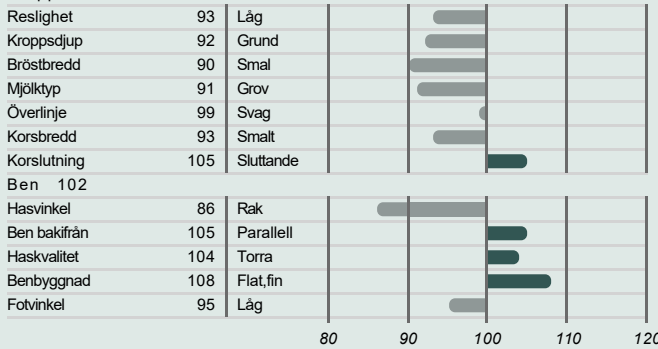 Reslighet 93 Låg
Kroppsdjup 92 Grund
Bröstbredd 90 Smal
Mjölktyp 91 Grov
Överlinje 99 Svag
Korsbredd 93 Smalt
Korslutning 105 Sluttande
Ben 102
Hasvinkel 86 Rak
Ben bakifrån 105 Parallell
Haskvalitet 104 Torra
Benbyggnad 108 Flat,fin
Fotvinkel 95 Låg
80 90 100 110 120